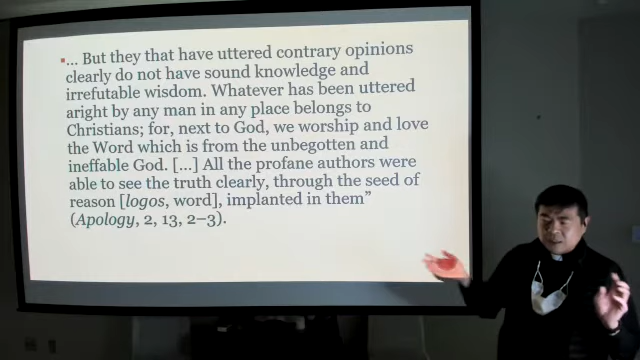 ... But they that have uttered contrary opinions
clearly do not have sound knowledge and
irrefutable wisdom. Whatever has been uttered
aright by any man in any place belongs to
Christians; for, next to God, we worship and love
the Word which is from the unbegotten and
ineffable God. [...] All the profane authors were
able to see the truth clearly, through the seed of
reason [logos, word], implanted in them”
(Apology, 2, 13, 2–3).